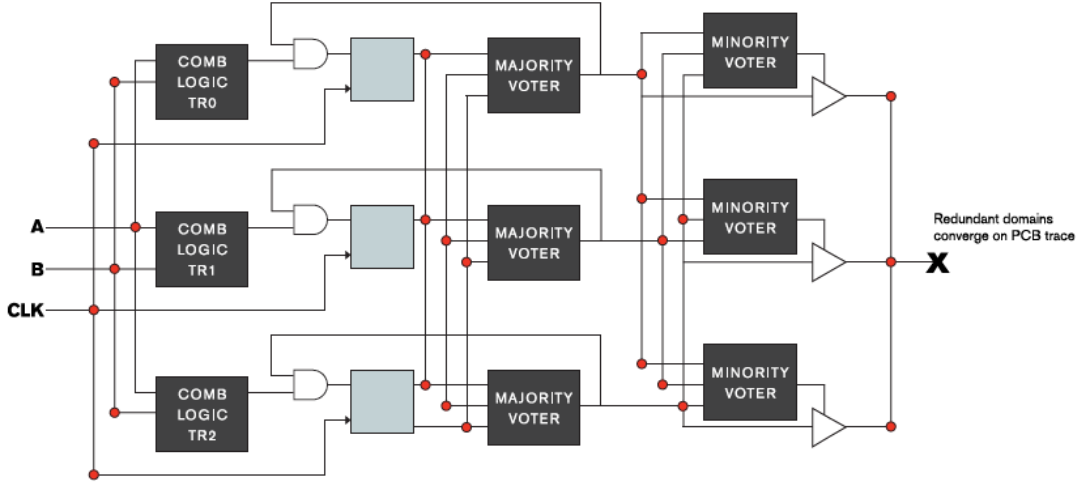 COMB
LOGIC
TR0
MAJORITY
VOTER
MINORITY
VOTER
A
B
CLK
COMB
LOGIC
TR1
MAJORITY
VOTER
MINORITY
VOTER
Redundant domains
converge on PCB trace
X
COMB
LOGIC
TR2
MAJORITY
VOTER
MINORITY
VOTER